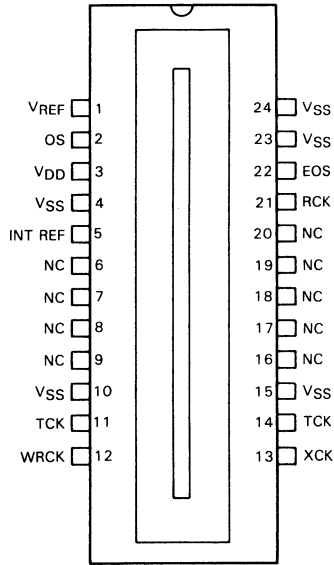 VREF 1 24 VSS
OS 2 23 VSS
VDD 3 22 EOS
VSS 4 21 RCK
INT REF 5 20 NC
NC 6 19 NC
NC 7 18 NC
NC 8 17 NC
NC 9 16 NC
VSS 10 15 VSS
TCK 11 14 TCK
WRCK 12 13 XCK